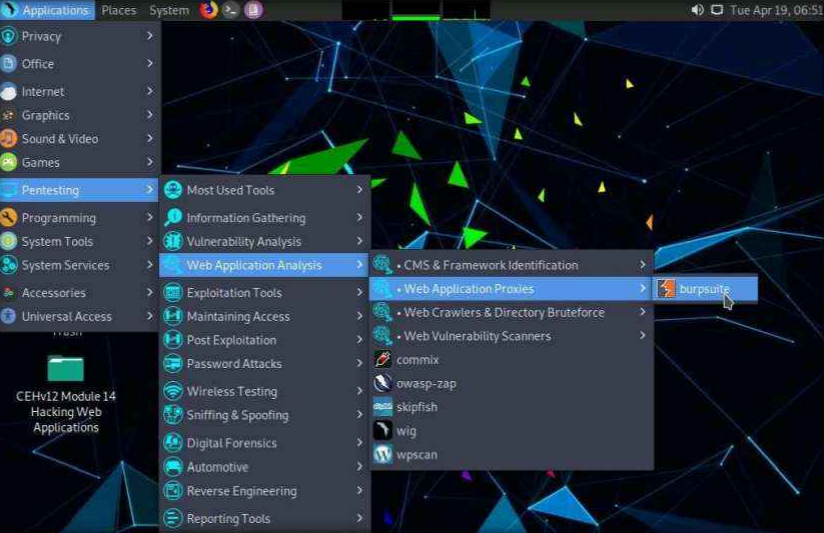 Applications Places System Tue Apr 19, 06:51
Privacy
Office
Internet
Graphics
Sound & Video
Games
Pentesting
Programming
System Tools
System Services
Accessories
Universal Access
Trash
CEHv12 Module 14
Hacking Web
Applications
Most Used Tools
Information Gathering
Vulnerability Analysis
Web Application Analysis
Exploitation Tools
Maintaining Access
Post Exploitation
Password Attacks
Wireless Testing
Sniffing & Spoofing
Digital Forensics
Automotive
Reverse Engineering
Reporting Tools
• CMS & Framework Identification
• Web Application Proxies
• Web Crawlers & Directory Bruteforce
• Web Vulnerability Scanners
commix
owasp-zap
skipfish
wig
wpscan
burpsuite